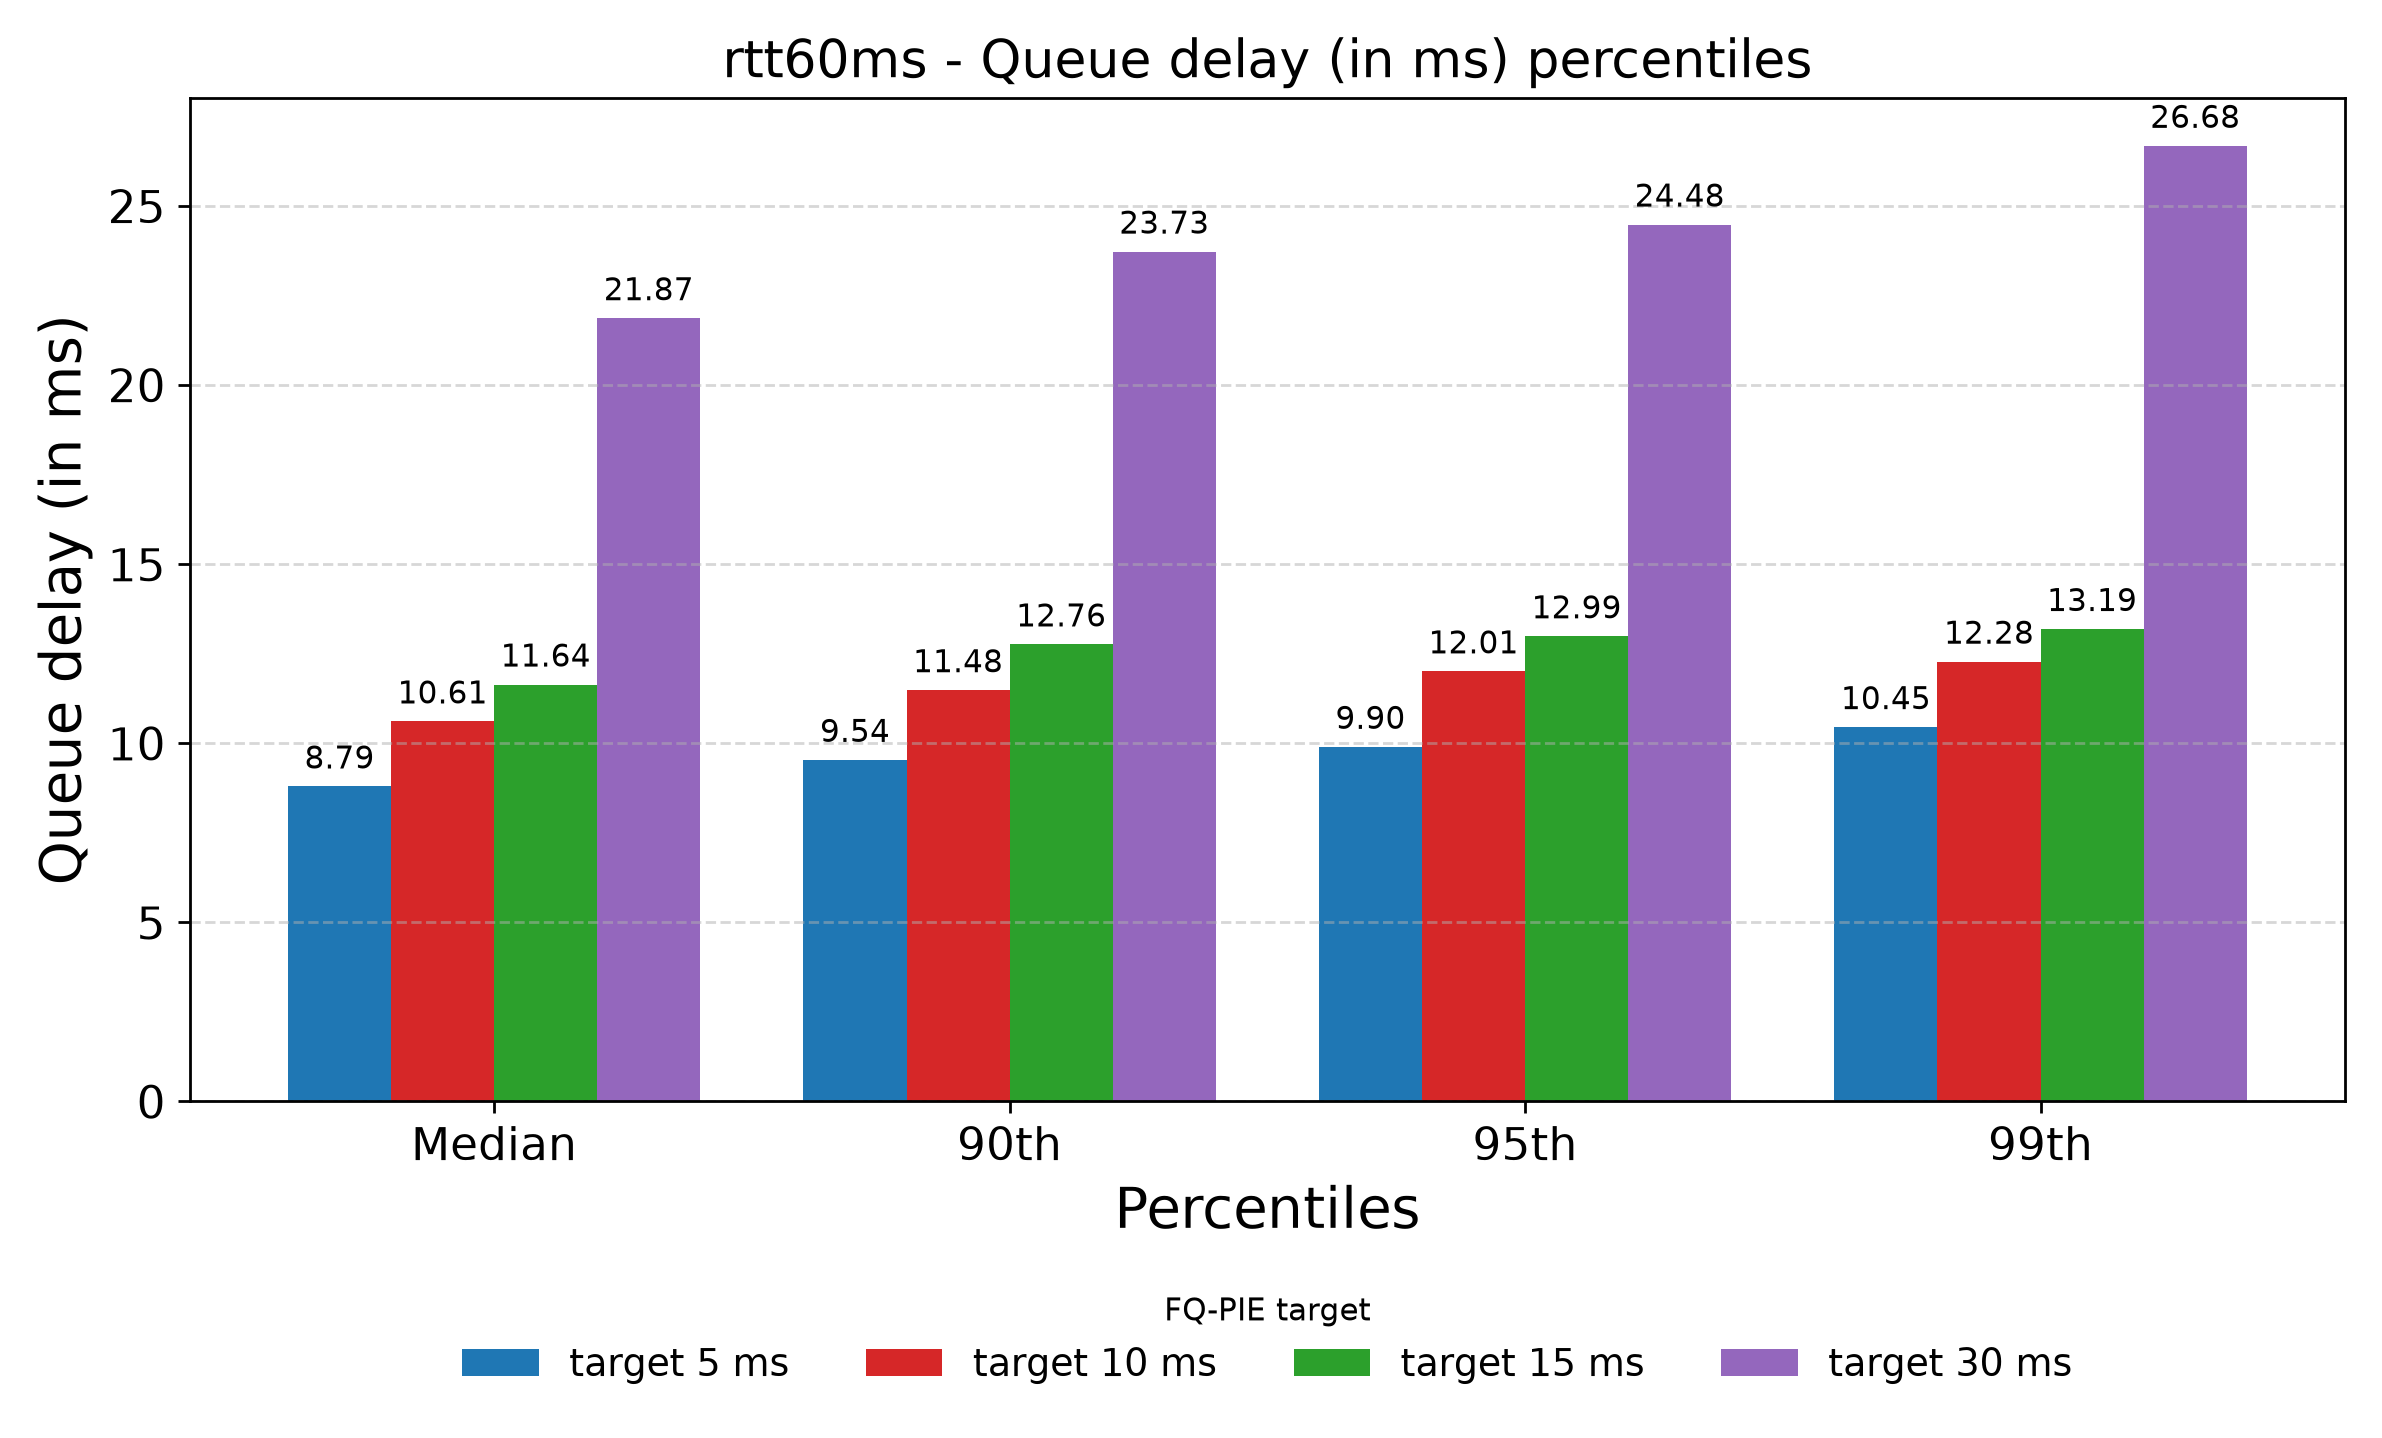 rtt60ms - Queue delay (in ms) percentiles
Queue delay (in ms)
25
20
15
10
5
0
8.79
10.61
11.64
21.87
9.54
11.48
12.76
23.73
9.90
12.01
12.99
24.48
10.45
12.28
13.19
26.68
Median
90th
95th
99th
Percentiles
FQ-PIE target
target 5 ms
target 10 ms
target 15 ms
target 30 ms